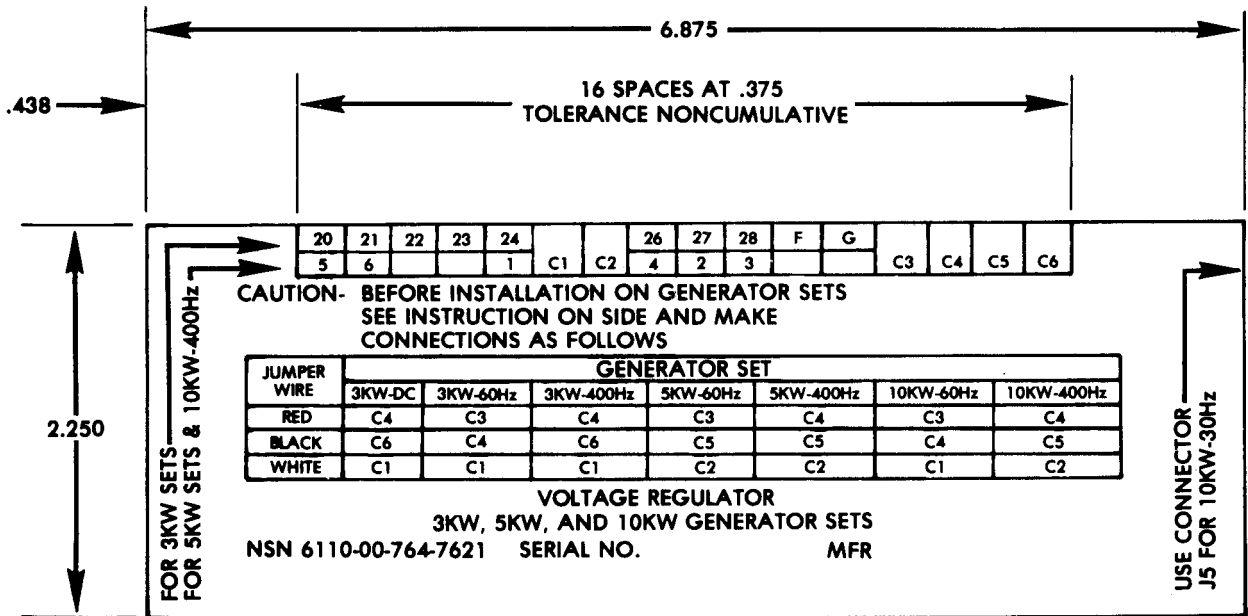 6.875
.438
16 SPACES AT .375
TOLERANCE NONCUMULATIVE
2.250
FOR 3KW SETS
FOR 5KW SETS & 10KW-400Hz
20 21 22 23 24 26 27 28 F G
5 6 1 C1 C2 4 2 3 C3 C4 C5 C6
CAUTION- BEFORE INSTALLATION ON GENERATOR SETS
SEE INSTRUCTION ON SIDE AND MAKE
CONNECTIONS AS FOLLOWS
JUMPER WIRE GENERATOR SET
3KW-DC 3KW-60Hz 3KW-400Hz 5KW-60Hz 5KW-400Hz 10KW-60Hz 10KW-400Hz
RED C4 C3 C4 C3 C4 C3 C4
BLACK C6 C4 C6 C5 C5 C4 C5
WHITE C1 C1 C1 C2 C2 C1 C2
VOLTAGE REGULATOR
3KW, 5KW, AND 10KW GENERATOR SETS
NSN 6110-00-764-7621 SERIAL NO. MFR
USE CONNECTOR
J5 FOR 10KW-30Hz